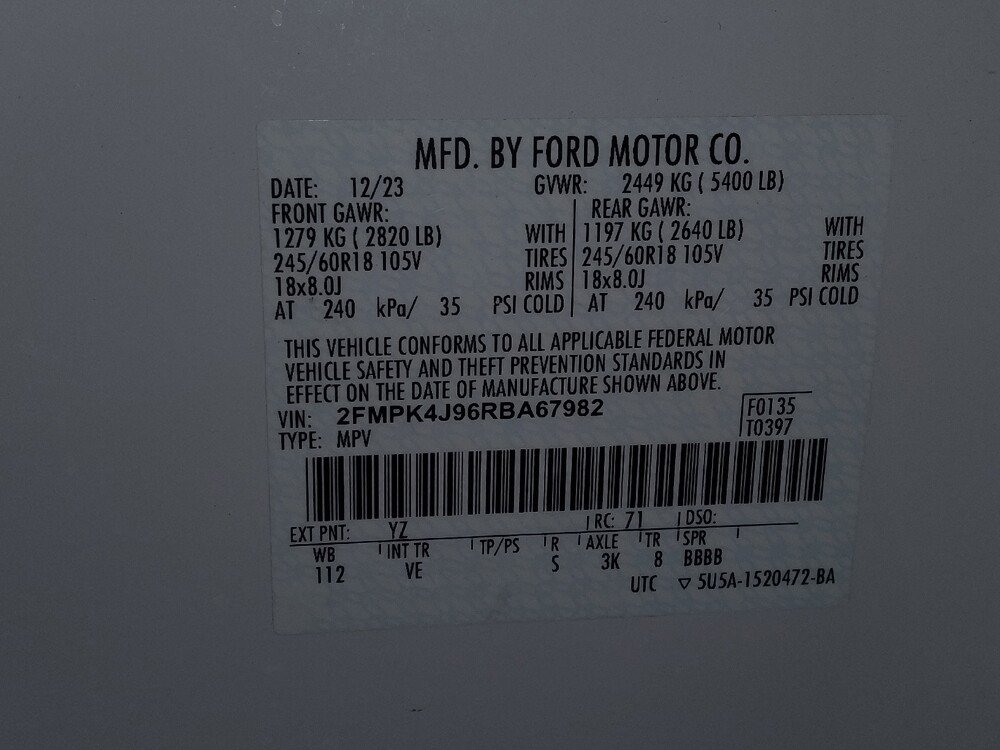 MFD. BY FORD MOTOR CO.
DATE: 12/23 GVWR: 2449 KG ( 5400 LB)
FRONT GAWR: REAR GAWR:
1279 KG ( 2820 LB) WITH 1197 KG ( 2640 LB) WITH
245/60R18 105V TIRES 245/60R18 105V TIRES
18x8.0J RIMS 18x8.0J RIMS
AT 240 kPa/ 35 PSI COLD AT 240 kPa/ 35 PSI COLD
THIS VEHICLE CONFORMS TO ALL APPLICABLE FEDERAL MOTOR
VEHICLE SAFETY AND THEFT PREVENTION STANDARDS IN
EFFECT ON THE DATE OF MANUFACTURE SHOWN ABOVE.
VIN: 2FMPK4J96RBA67982 F0135
TYPE: MPV T0397
EXT PNT: YZ RC: 71 DSO:
WB INT TR TP/PS R AXLE TR SPR
112 VE S 3K 8 BBBB
UTC ▽ 5U5A-1520472-BA